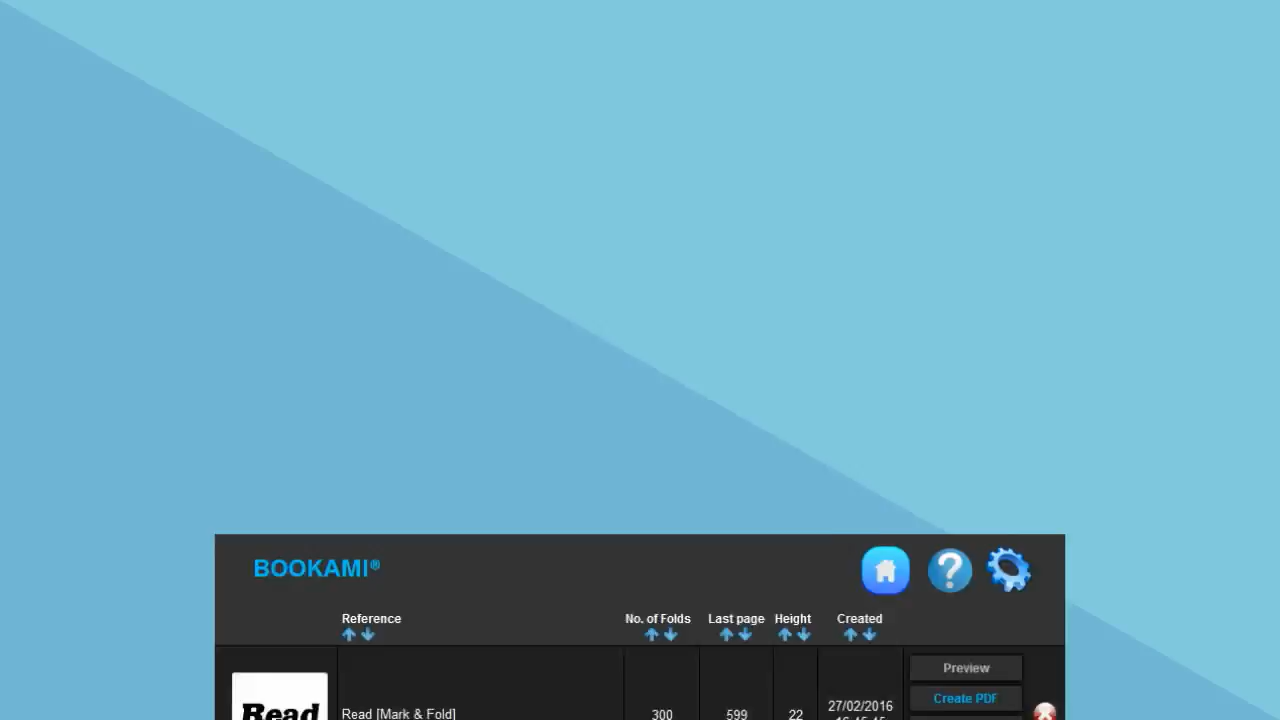 BOOKAMI®
Reference No. of Folds Last page Height Created
Preview
Create PDF
Read
Read [Mark & Fold] 300 599 22 27/02/2016